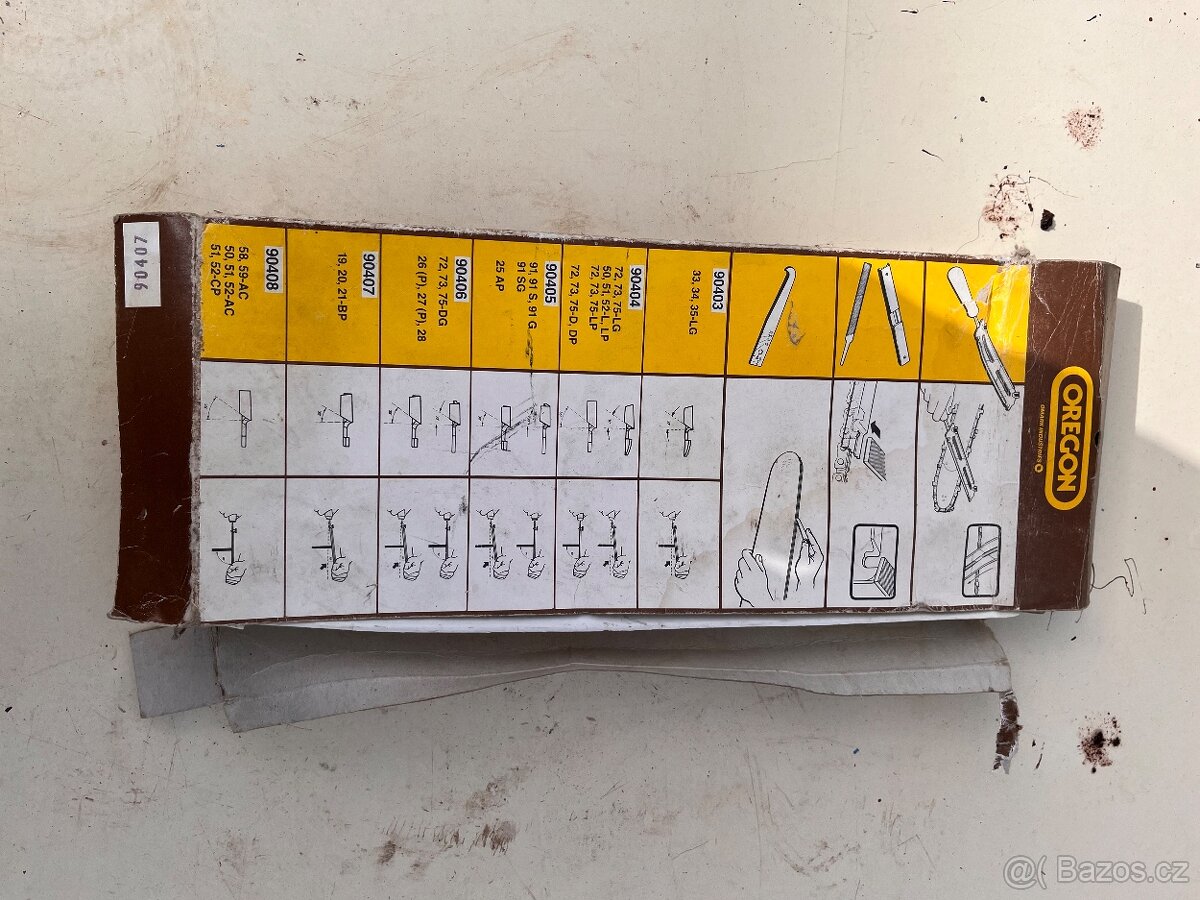 OREGON
OMARK INDUSTRIES
90403
33, 34, 35-LG
90404
72, 73, 75-LG
50, 51, 52-L, LP
72, 73, 75-LP
72, 73, 75-D, DP
90405
91, 91 S, 91 G
91 SG
25 AP
90406
72, 73, 75-DG
26 (P), 27 (P), 28
90407
19, 20, 21-BP
90408
58, 59-AC
50, 51, 52-AC
51, 52-CP
90407
@( Bazos.cz